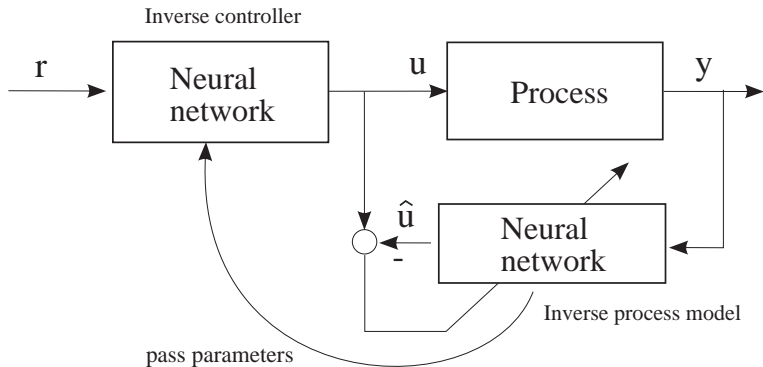 Inverse controller
r
Neural
network
u
Process
y
û
-
Neural
network
Inverse process model
pass parameters